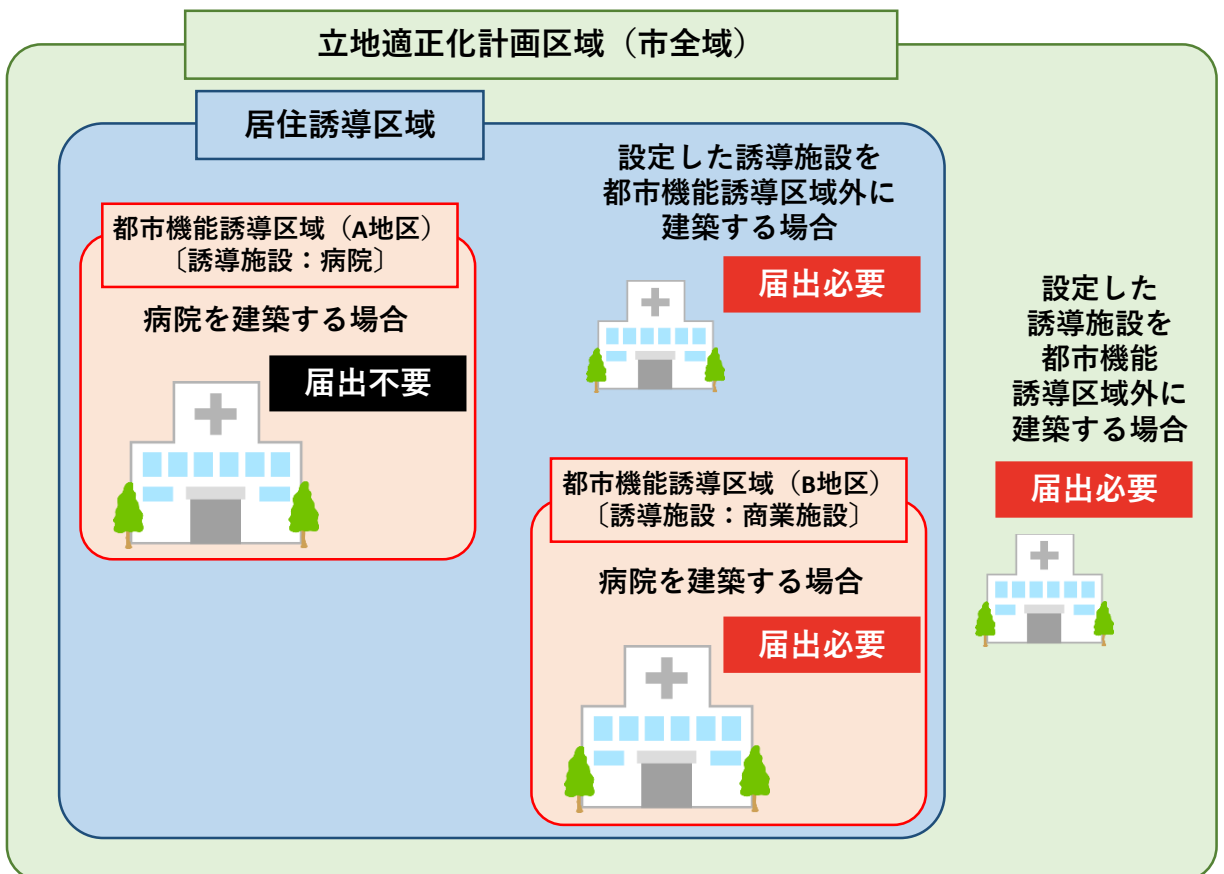 立地適正化計画区域（市全域）
居住誘導区域
都市機能誘導区域（A地区）
〔誘導施設：病院〕
病院を建築する場合
届出不要
設定した誘導施設を
都市機能誘導区域外に
建築する場合
届出必要
都市機能誘導区域（B地区）
〔誘導施設：商業施設〕
病院を建築する場合
届出必要
設定した
誘導施設を
都市機能
誘導区域外に
建築する場合
届出必要